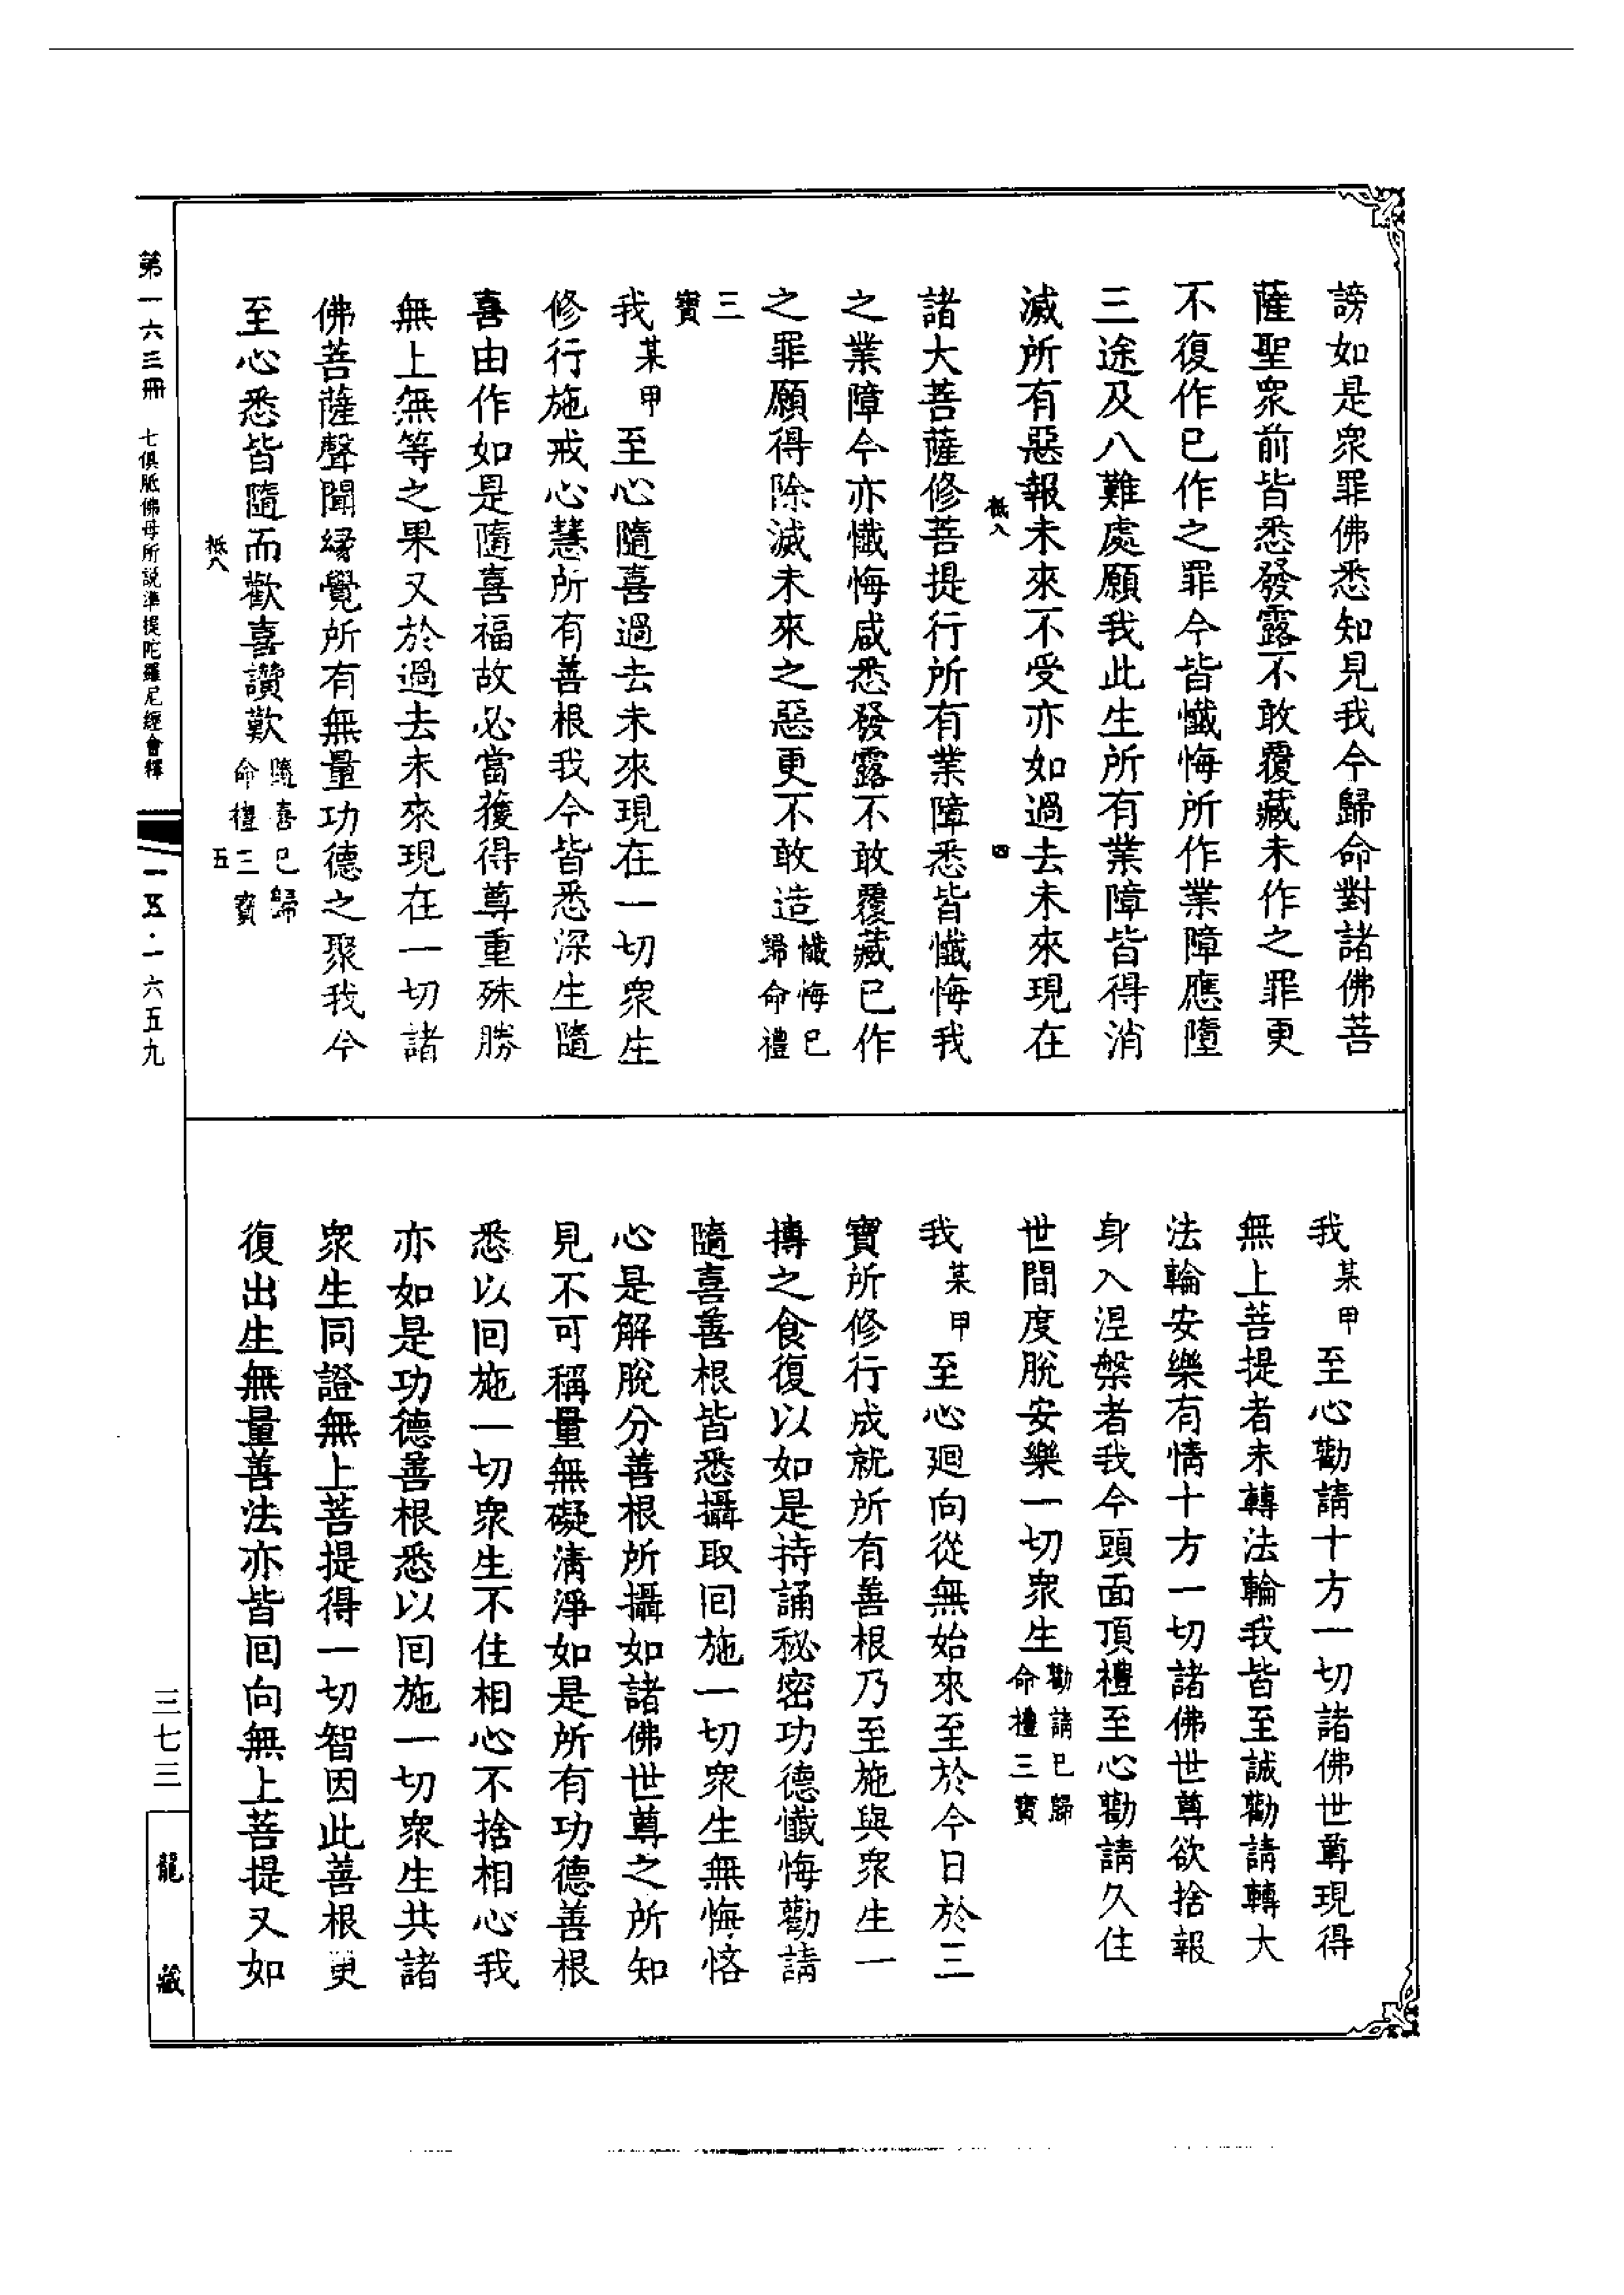 謗如是衆罪佛悉知見我今歸命對諸佛菩
薩聖衆前皆悉發露不敢覆藏未作之罪更
不復作已作之罪今皆懺悔所作業障應墮
三途及八難處願我此生所有業障皆得消
滅所有惡報未來不受亦如過去未來現在
祇八 四
諸大菩薩修菩提行所有業障悉皆懺悔我
之業障今亦懺悔咸悉發露不敢覆藏已作
之罪願得除滅未來之惡更不敢造懺悔已歸命禮
三寶
我某甲至心隨喜過去未來現在一切衆生
修行施戒心慧所有善根我今皆悉深生隨
喜由作如是隨喜福故必當獲得尊重殊勝
無上無等之果又於過去未來現在一切諸
佛菩薩聲聞緣覺所有無量功德之聚我今
至心悉皆隨而歡喜讚歎隨喜已歸命禮三寶
祇八 五
我某甲至心勸請十方一切諸佛世尊現得
無上菩提者未轉法輪我皆至誠勸請轉大
法輪安樂有情十方一切諸佛世尊欲捨報
身入涅槃者我今頭面頂禮至心勸請久住
世間度脫安樂一切衆生勸請已歸命禮三寶
我某甲至心廻向從無始來至於今日於三
寶所修行成就所有善根乃至施與衆生一
摶之食復以如是持誦秘密功德懺悔勸請
隨喜善根皆悉攝取回施一切衆生無悔悋
心是解脫分善根所攝如諸佛世尊之所知
見不可稱量無礙清淨如是所有功德善根
悉以回施一切衆生不住相心不捨相心我
亦如是功德善根悉以回施一切衆生共諸
衆生同證無上菩提得一切智因此善根更
復出生無量善法亦皆回向無上菩提又如
第一六三冊 七俱胝佛母所說準提陀羅尼經會釋
一五·一六五九
三七三
龍藏